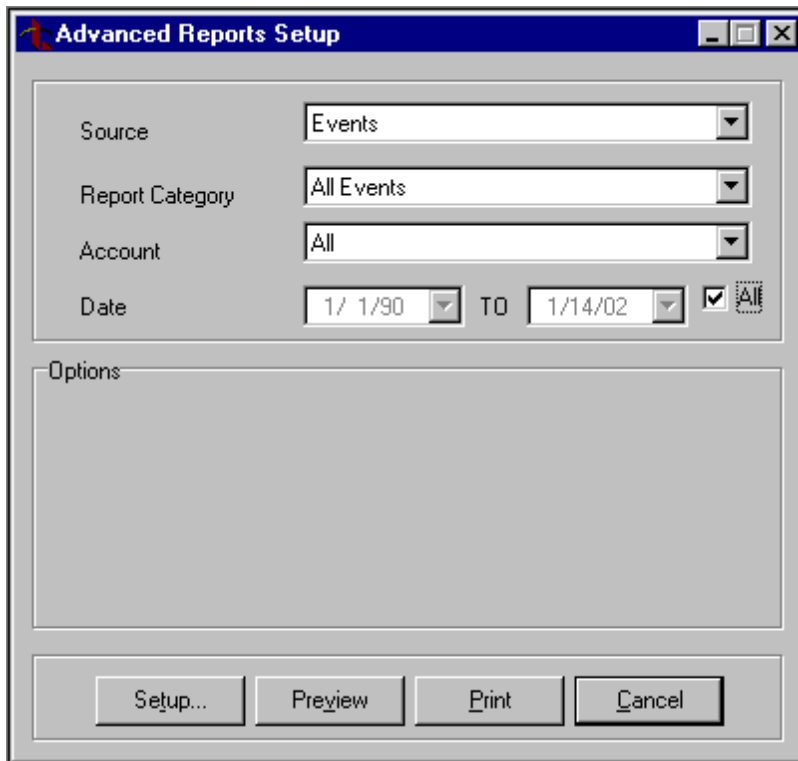 Advanced Reports Setup
Source Events
Report Category All Events
Account All
Date 1/ 1/90 TO 1/14/02 All
Options
Setup... Preview Print Cancel